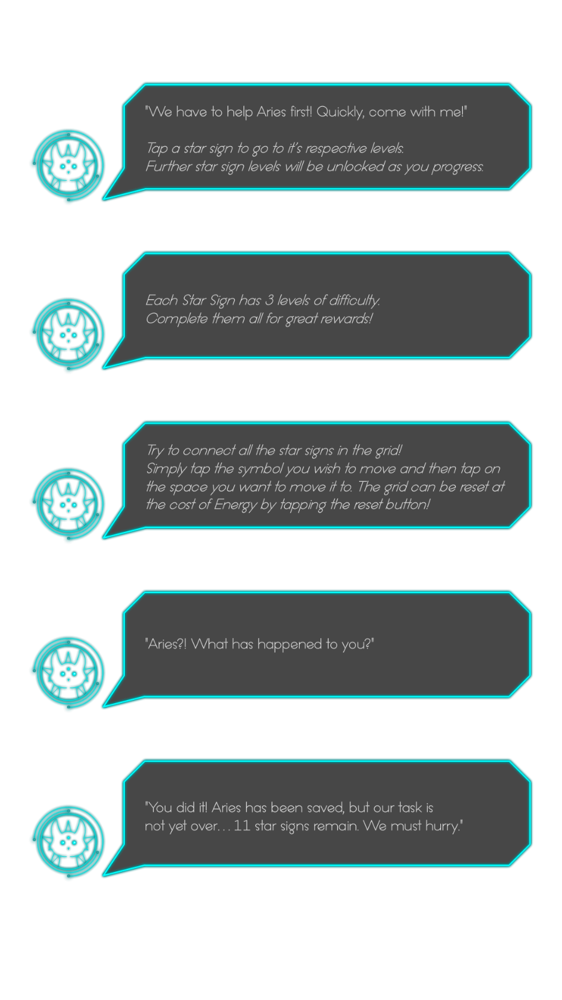 "We have to help Aries first! Quickly, come with me!"
Tap a star sign to go to it's respective levels.
Further star sign levels will be unlocked as you progress.
Each Star Sign has 3 levels of difficulty.
Complete them all for great rewards!
Try to connect all the star signs in the grid!
Simply tap the symbol you wish to move and then tap on
the space you want to move it to. The grid can be reset at
the cost of Energy by tapping the reset button!
"Aries?! What has happened to you?"
"You did it! Aries has been saved, but our task is
not yet over... 11 star signs remain. We must hurry."